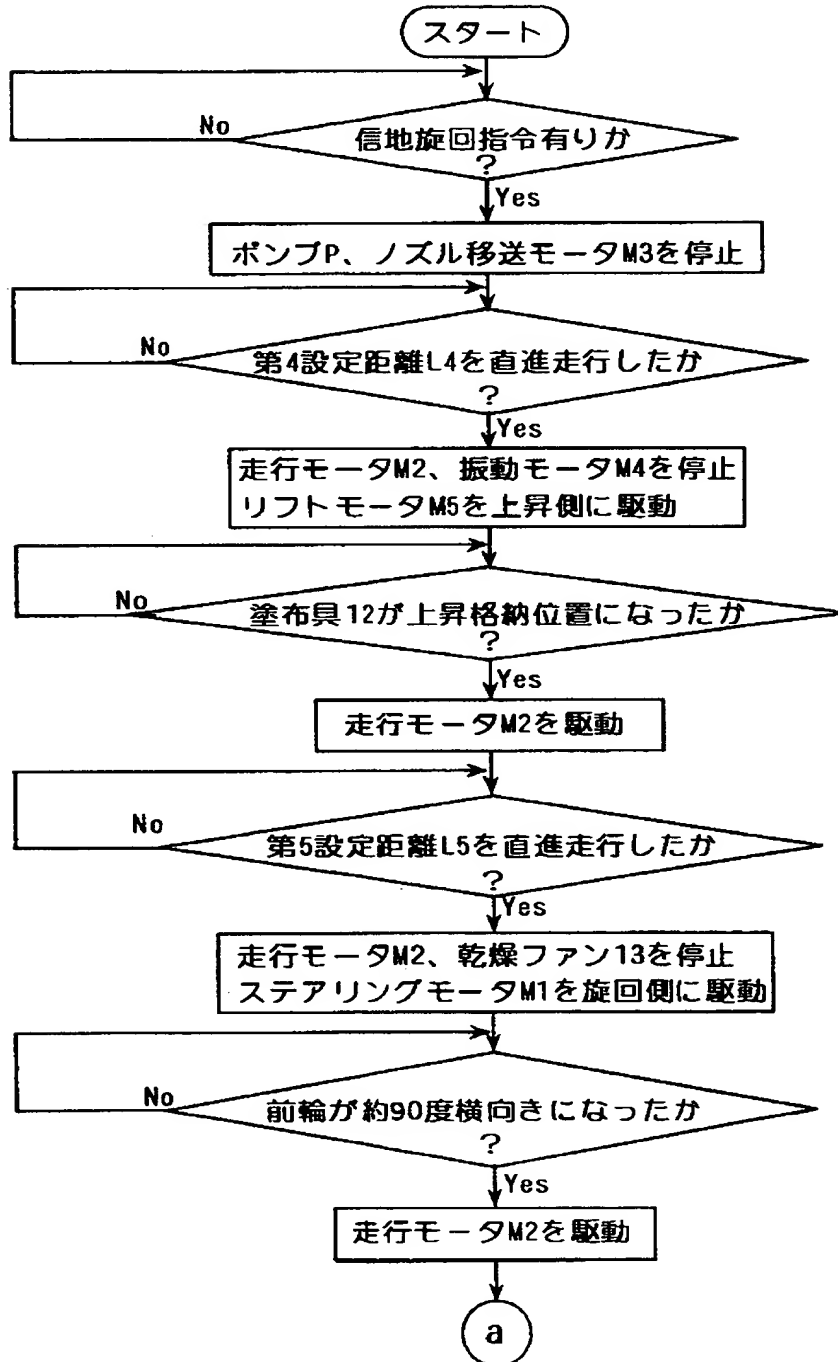 スタート
No
信地旋回指令有りか
?
Yes
ポンプP、ノズル移送モータM3を停止
No
第4設定距離L4を直進走行したか
?
Yes
走行モータM2、振動モータM4を停止
リフトモータM5を上昇側に駆動
No
塗布具12が上昇格納位置になったか
?
Yes
走行モータM2を駆動
No
第5設定距離L5を直進走行したか
?
Yes
走行モータM2、乾燥ファン13を停止
ステアリングモータM1を旋回側に駆動
No
前輪が約90度横向きになったか
?
Yes
走行モータM2を駆動
a